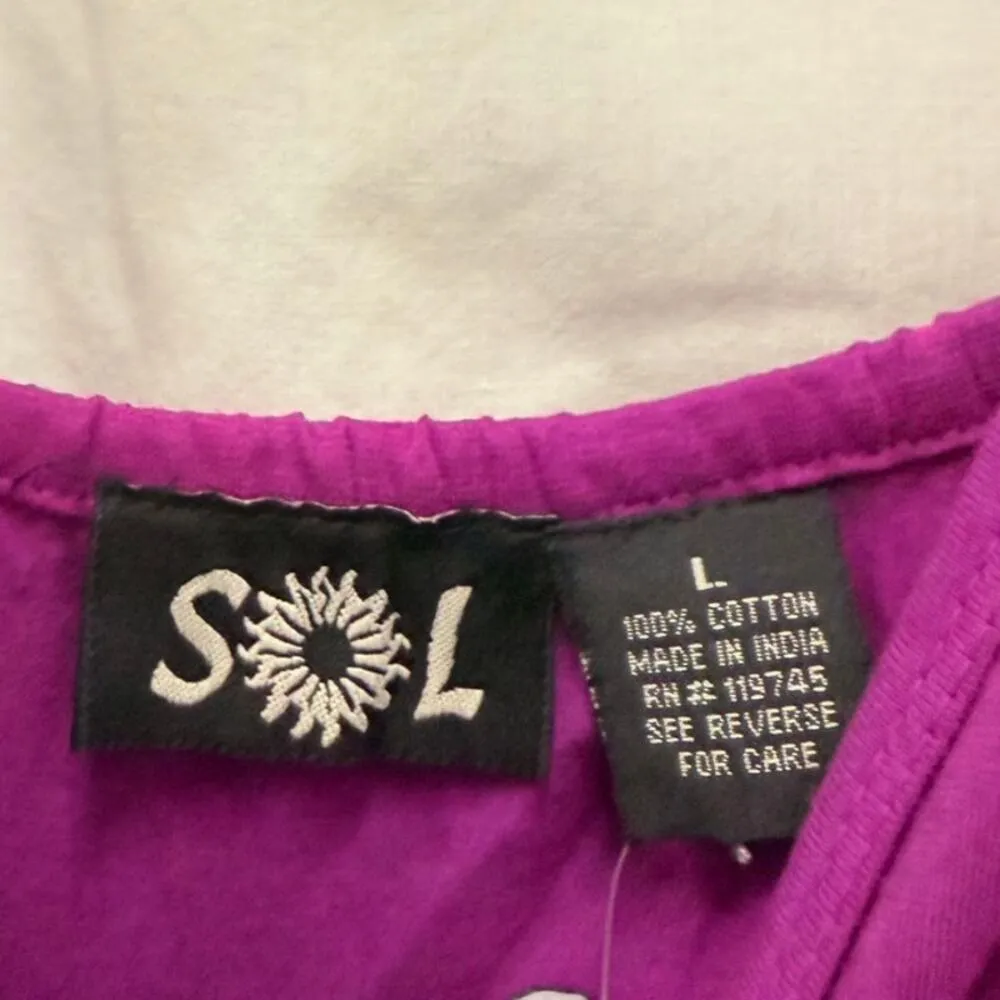 SOL
L.
100% COTTON
MADE IN INDIA
RN# 119745
SEE REVERSE
FOR CARE